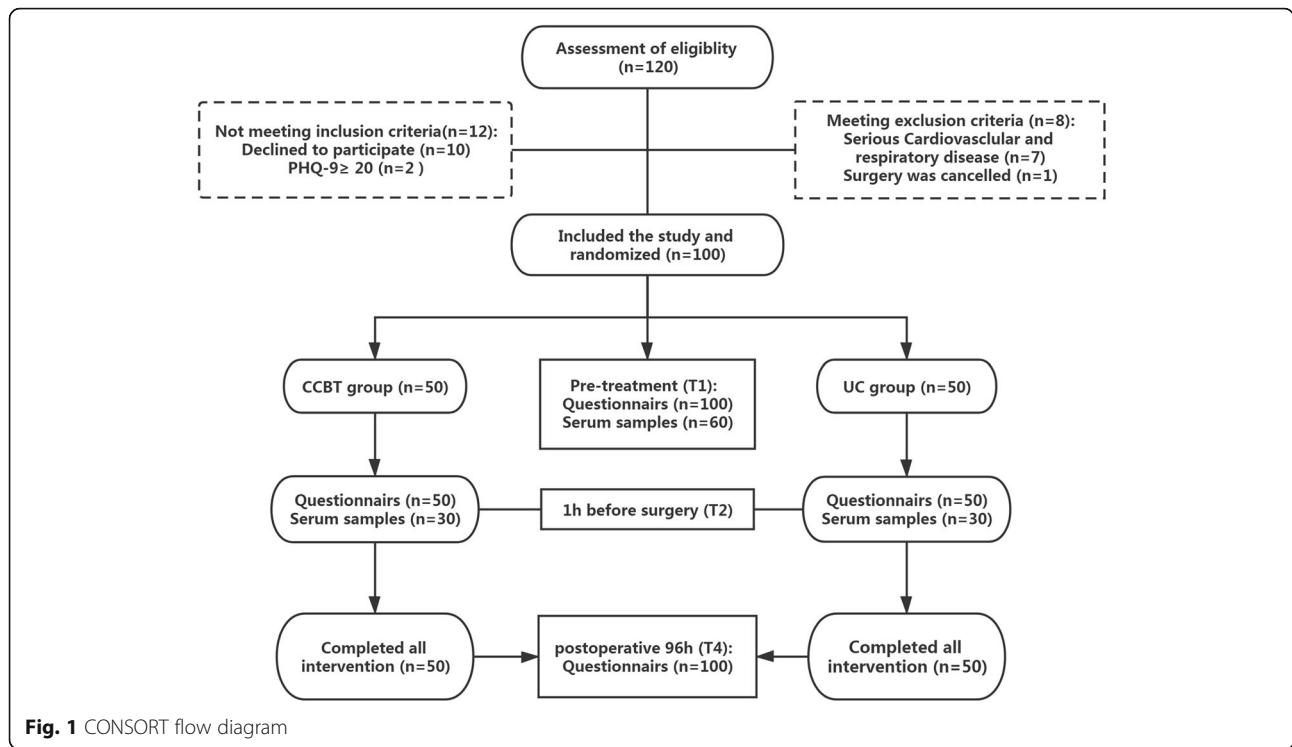 Assessment of eligiblity
(n=120)
Not meeting inclusion criteria(n=12):
Declined to participate (n=10)
PHQ-9≥ 20 (n=2 )
Meeting exclusion criteria (n=8):
Serious Cardiovasclular and
respiratory disease (n=7)
Surgery was cancelled (n=1)
Included the study and
randomized (n=100)
CCBT group (n=50)
Pre-treatment (T1):
Questionnairs (n=100)
Serum samples (n=60)
UC group (n=50)
Questionnairs (n=50)
Serum samples (n=30)
1h before surgery (T2)
Questionnairs (n=50)
Serum samples (n=30)
Completed all
intervention (n=50)
postoperative 96h (T4):
Questionnairs (n=100)
Completed all
intervention (n=50)
Fig. 1 CONSORT flow diagram